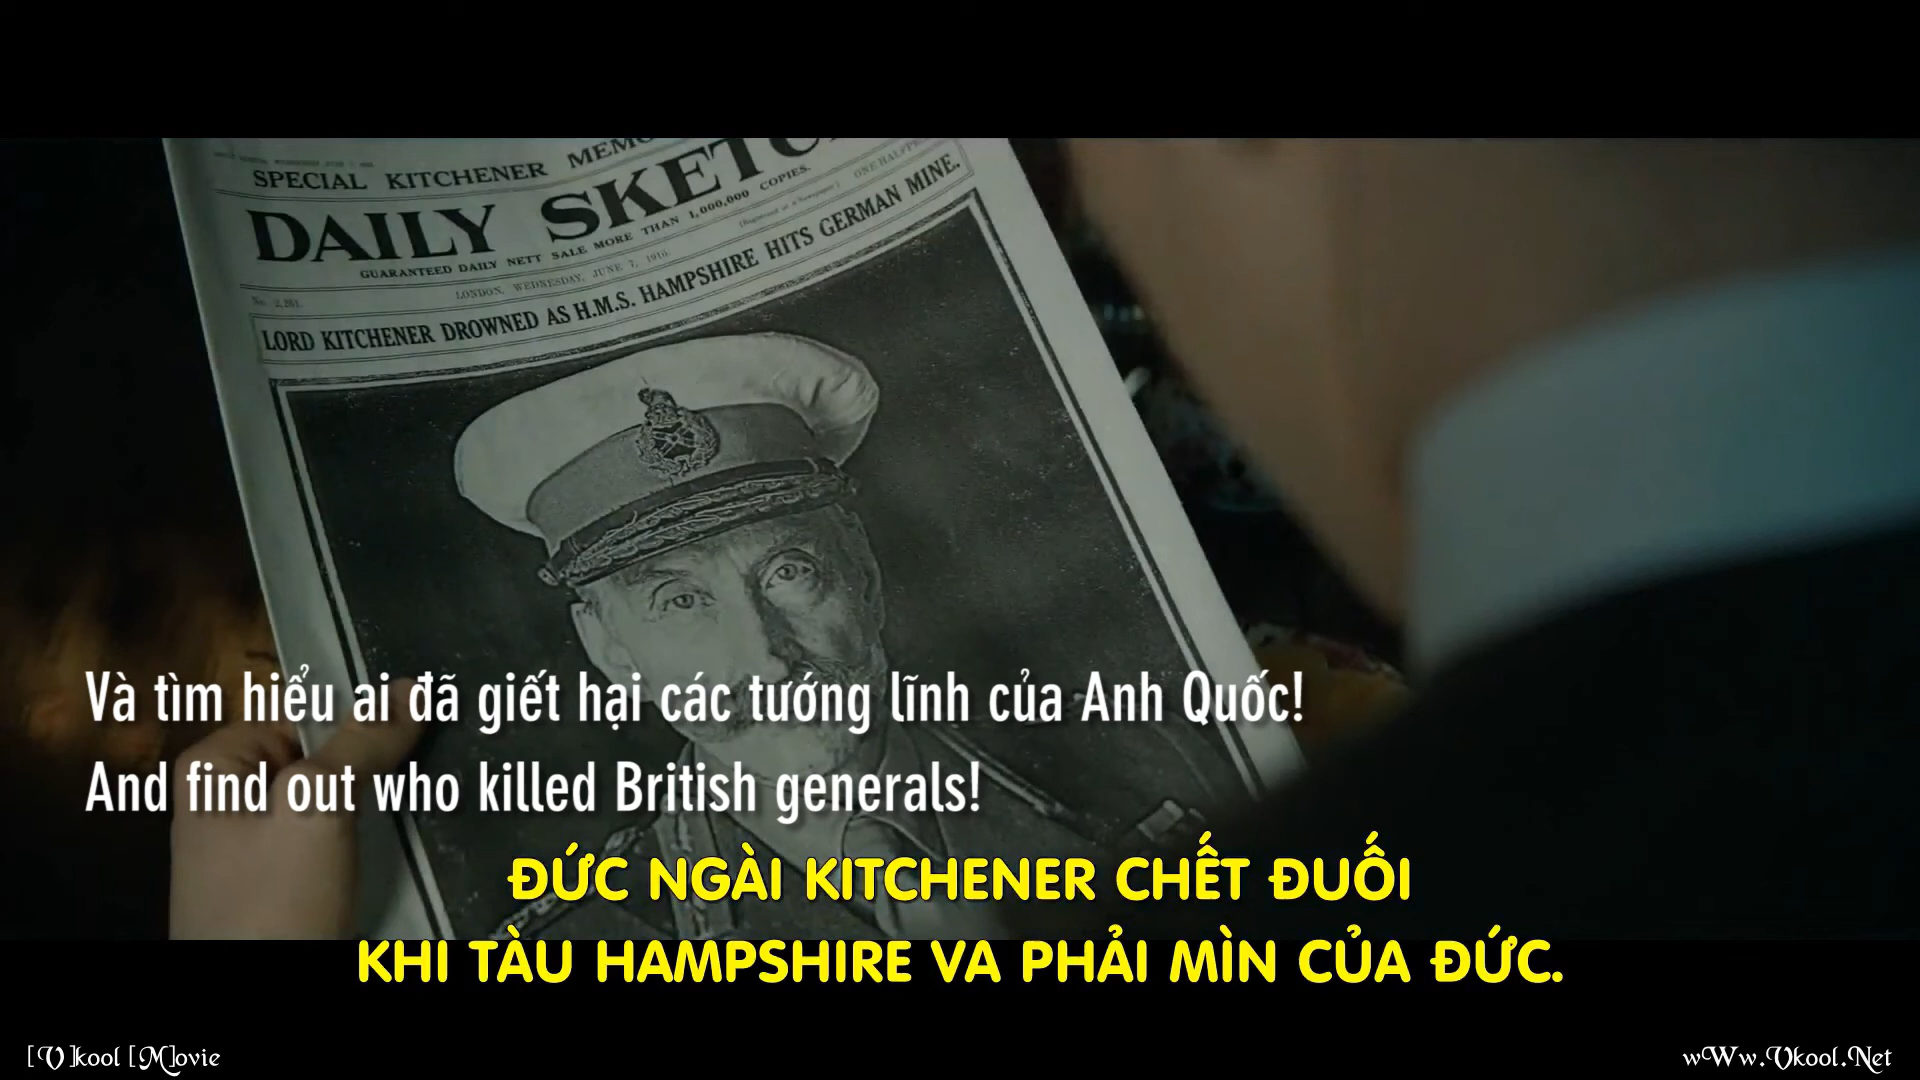 SPECIAL KITCHENER
DAILY
GUARANTEED DAILY NETT SALE MORE THAN 1,000,000 COPIES.
LONDON, WEDNESDAY, JUNE 7, 1916
No. 2,261.
LORD KITCHENER DROWNED AS H.M.S. HAMPSHIRE HITS GERMAN MINE.
Và tìm hiểu ai đã giết hại các tướng lĩnh của Anh Quốc!
And find out who killed British generals!
ĐỨC NGÀI KITCHENER CHẾT ĐUỐI
KHI TÀU HAMPSHIRE VA PHẢI MÌN CỦA ĐỨC.
[V]kool [M]ovie
wWw.Vkool.Net